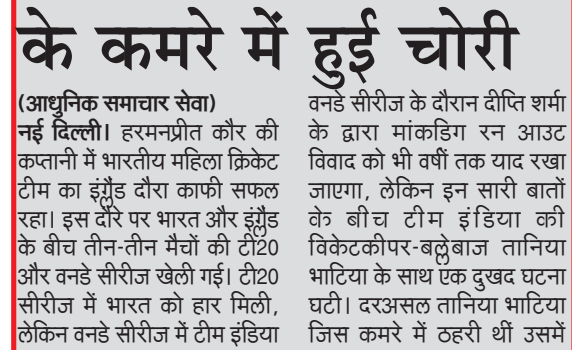 के कमरे में हुई चोरी
(आधुनिक समाचार सेवा)
नई दिल्ली। हरमनप्रीत कौर की
कप्तानी में भारतीय महिला क्रिकेट
टीम का इंग्लैंड दौरा काफी सफल
रहा। इस दौरे पर भारत और इंग्लैंड
के बीच तीन-तीन मैचों की टी20
और वनडे सीरीज खेली गई। टी20
सीरीज में भारत को हार मिली,
लेकिन वनडे सीरीज में टीम इंडिया
वनडे सीरीज के दौरान दीप्ति शर्मा
के द्वारा मांकडिग रन आउट
विवाद को भी वर्षों तक याद रखा
जाएगा, लेकिन इन सारी बातों
के बीच टीम इंडिया की
विकेटकीपर-बल्लेबाज तानिया
भाटिया के साथ एक दुखद घटना
घटी। दरअसल तानिया भाटिया
जिस कमरे में ठहरी थीं उसमें